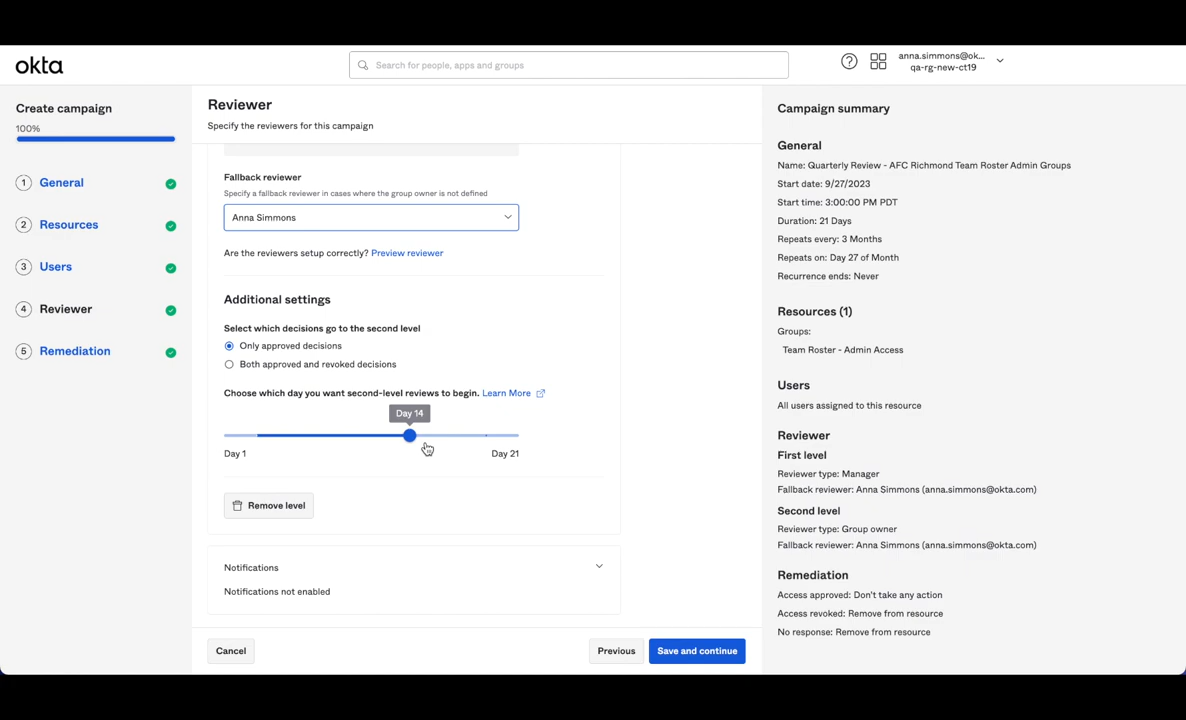 okta
Search for people, apps and groups
anna.simmons@ok...
qa-rg-new-ct19
Create campaign
100%
1 General
2 Resources
3 Users
4 Reviewer
5 Remediation
Reviewer
Specify the reviewers for this campaign
Fallback reviewer
Specify a fallback reviewer in cases where the group owner is not defined
Anna Simmons
Are the reviewers setup correctly? Preview reviewer
Additional settings
Select which decisions go to the second level
Only approved decisions
Both approved and revoked decisions
Choose which day you want second-level reviews to begin. Learn More
Day 14
Day 1
Day 21
Remove level
Notifications
Notifications not enabled
Cancel
Previous
Save and continue
Campaign summary
General
Name: Quarterly Review - AFC Richmond Team Roster Admin Groups
Start date: 9/27/2023
Start time: 3:00:00 PM PDT
Duration: 21 Days
Repeats every: 3 Months
Repeats on: Day 27 of Month
Recurrence ends: Never
Resources (1)
Groups:
Team Roster - Admin Access
Users
All users assigned to this resource
Reviewer
First level
Reviewer type: Manager
Fallback reviewer: Anna Simmons (anna.simmons@okta.com)
Second level
Reviewer type: Group owner
Fallback reviewer: Anna Simmons (anna.simmons@okta.com)
Remediation
Access approved: Don't take any action
Access revoked: Remove from resource
No response: Remove from resource